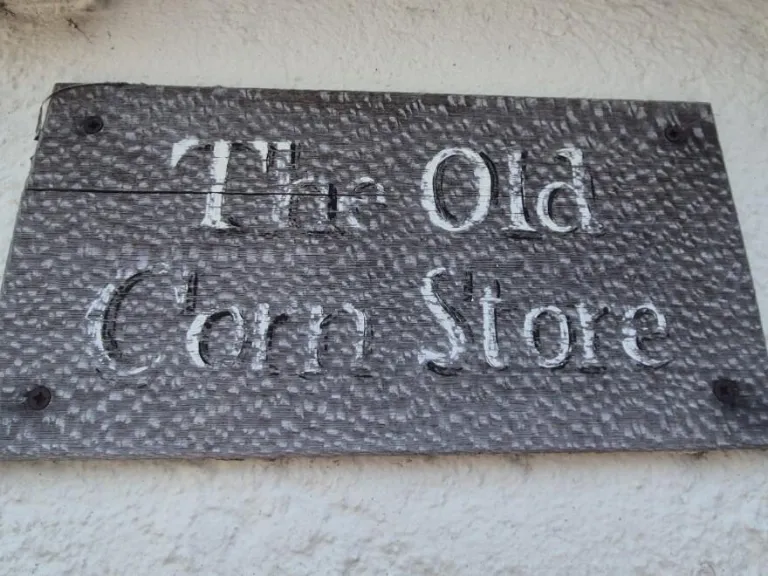 The Old
Corn Store